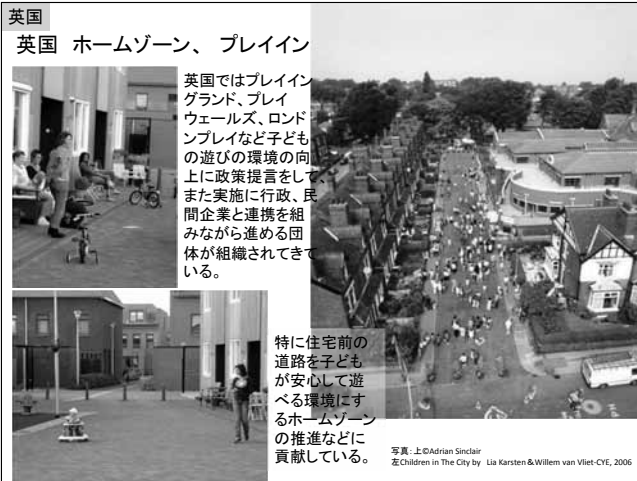 英国
英国 ホームゾーン、 プレイイン
英国ではプレイイン
グランド、プレイ
ウェールズ、ロンド
ンプレイなど子ども
の遊びの環境の向
上に政策提言をして、
また実施に行政、民
間企業と連携を組
みながら進める団
体が組織されてきて
いる。
特に住宅前の
道路を子ども
が安心して遊
べる環境にす
るホームゾーン
の推進などに
貢献している。
写真：上©Adrian Sinclair
左Children in The City by Lia Karsten＆Willem van Vliet-CYE, 2006